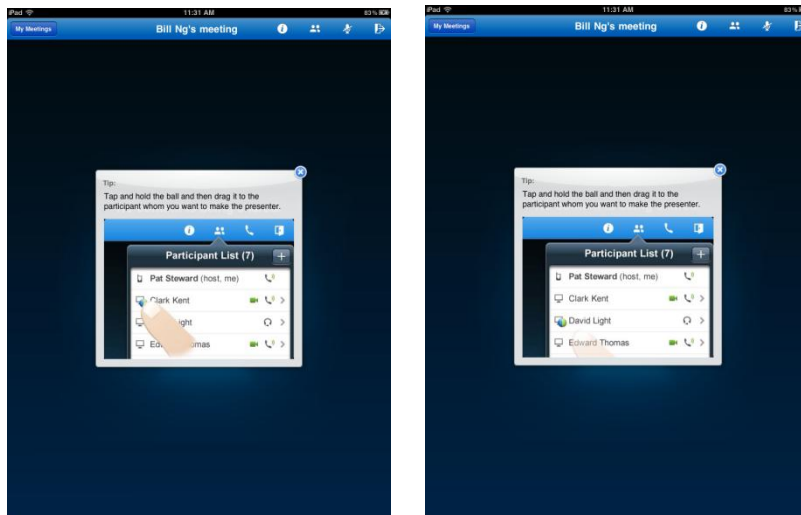 iPad 11:31 AM 83%
My Meetings Bill Ng's meeting
Tip:
Tap and hold the ball and then drag it to the
participant whom you want to make the presenter.
Participant List (7) +
Pat Steward (host, me)
Clark Kent
ight
Ed omas
iPad 11:31 AM 83%
My Meetings Bill Ng's meeting
Tip:
Tap and hold the ball and then drag it to the
participant whom you want to make the presenter.
Participant List (7) +
Pat Steward (host, me)
Clark Kent
David Light
Edward Thomas